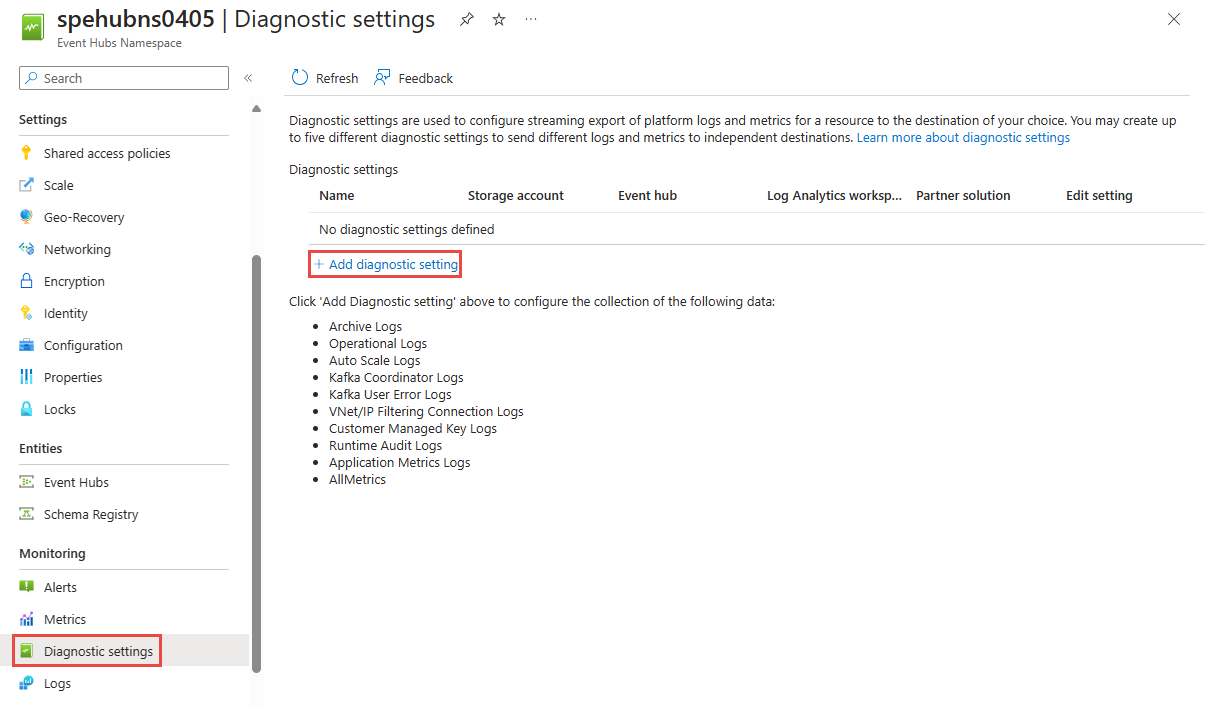 spehubns0405 | Diagnostic settings
Event Hubs Namespace
Search
Settings
Shared access policies
Scale
Geo-Recovery
Networking
Encryption
Identity
Configuration
Properties
Locks
Entities
Event Hubs
Schema Registry
Monitoring
Alerts
Metrics
Diagnostic settings
Logs
Refresh Feedback
Diagnostic settings are used to configure streaming export of platform logs and metrics for a resource to the destination of your choice. You may create up
to five different diagnostic settings to send different logs and metrics to independent destinations. Learn more about diagnostic settings
Diagnostic settings
Name Storage account Event hub Log Analytics worksp... Partner solution Edit setting
No diagnostic settings defined
+ Add diagnostic setting
Click 'Add Diagnostic setting' above to configure the collection of the following data:
• Archive Logs
• Operational Logs
• Auto Scale Logs
• Kafka Coordinator Logs
• Kafka User Error Logs
• VNet/IP Filtering Connection Logs
• Customer Managed Key Logs
• Runtime Audit Logs
• Application Metrics Logs
• AllMetrics